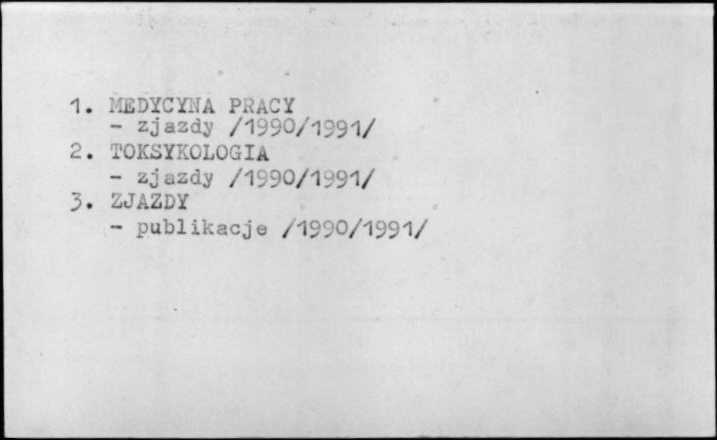 1. MEDYCYNA PRACY
- zjazdy /1990/1991/
2. TOKSYKOLOGIA
- zjazdy /1990/1991/
3. ZJAZDY
- publikacje /1990/1991/